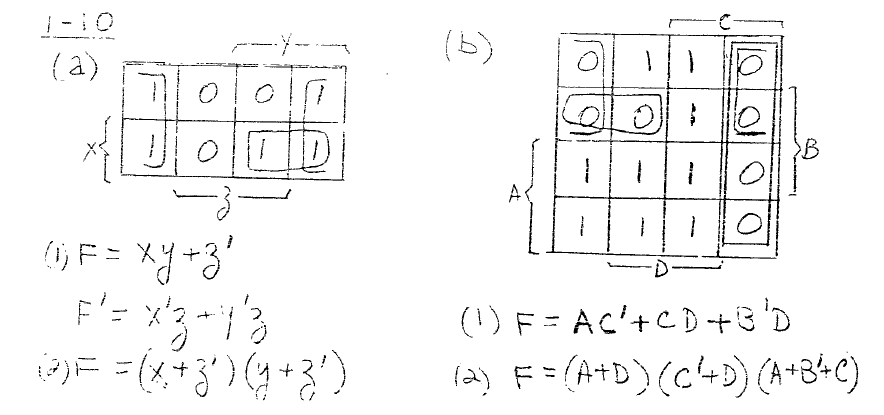 1-10
(a)
y
1 0 0 1
x
1 0 1 1
z
(1) F = xy + z'
F' = x'z + y'z
(2) F = (x + z') (y + z')
(b)
C
0 1 1 0
0 0 1 0
B
A
1 1 1 0
1 1 1 0
D
(1) F = AC' + CD + B'D
(2) F = (A+D) (C'+D) (A+B'+C)